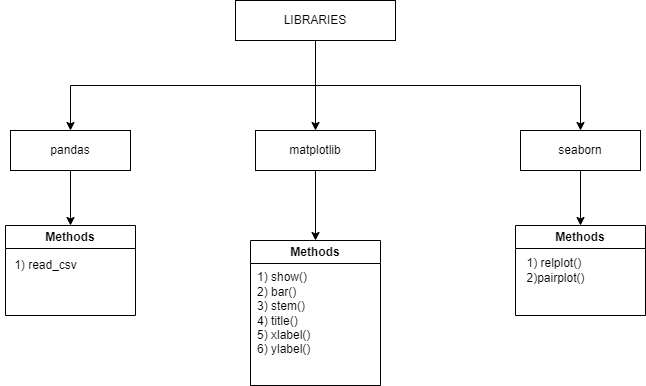 LIBRARIES
pandas
matplotlib
seaborn
Methods
1) read_csv
Methods
1) show()
2) bar()
3) stem()
4) title()
5) xlabel()
6) ylabel()
Methods
1) relplot()
2)pairplot()